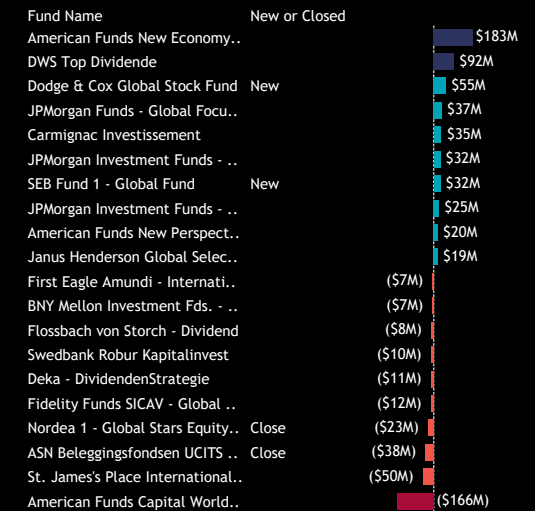 Fund Name New or Closed
American Funds New Economy.. $183M
DWS Top Dividende $92M
Dodge & Cox Global Stock Fund New $55M
JPMorgan Funds - Global Focu.. $37M
Carmignac Investissement $35M
JPMorgan Investment Funds - .. $32M
SEB Fund 1 - Global Fund New $32M
JPMorgan Investment Funds - .. $25M
American Funds New Perspect.. $20M
Janus Henderson Global Selec.. $19M
First Eagle Amundi - Internati.. ($7M)
BNY Mellon Investment Fds. - .. ($7M)
Flossbach von Storch - Dividend ($8M)
Swedbank Robur Kapitalinvest ($10M)
Deka - DividendenStrategie ($11M)
Fidelity Funds SICAV - Global .. ($12M)
Nordea 1 - Global Stars Equity.. Close ($23M)
ASN Beleggingsfondsen UCITS .. Close ($38M)
St. James's Place International.. ($50M)
American Funds Capital World.. ($166M)